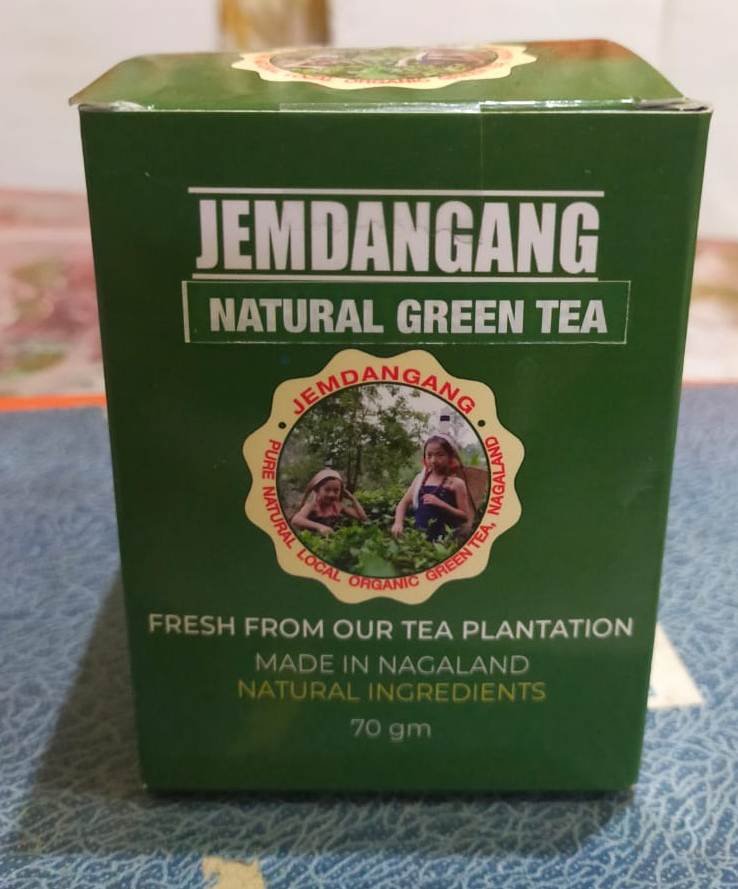 JEMDANGANG
NATURAL GREEN TEA
JEMDANGANG
PURE NATURAL LOCAL ORGANIC GREEN TEA, NAGALAND
FRESH FROM OUR TEA PLANTATION
MADE IN NAGALAND
NATURAL INGREDIENTS
70 gm